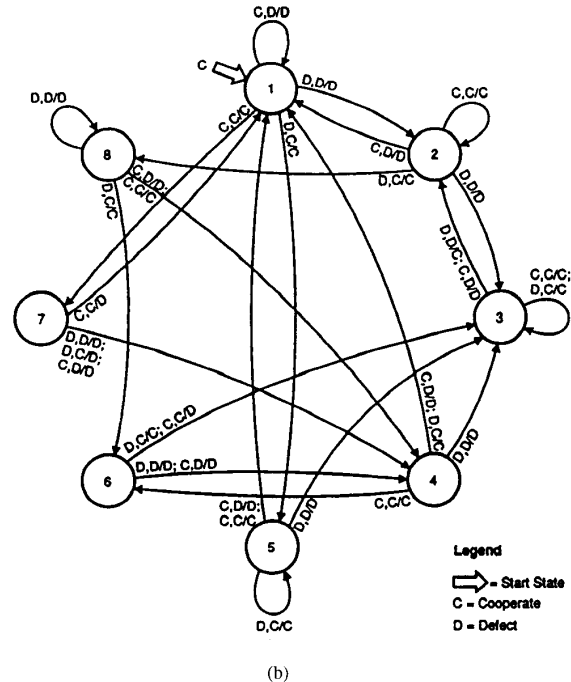 C,D/D
C
1
D,D/D
C,C/C
D,D/D
8
C,C/C
D,C/C
C,D/D
2
D,C/C
D,D/D
C,D/D;
C,C/C
D,C/C
D,D/C; C,D/D
C,C/C;
D,C/C
3
7
C,C/D
D,D/D;
D,C/D;
C,D/D
C,D/D;
D,C/C
D,D/D
D,C/C; C,C/D
6
D,D/D; C,D/D
4
C,C/C
C,D/D;
C,C/C
D,D/D
5
D,C/C
Legend
= Start State
C = Cooperate
D = Defect
(b)